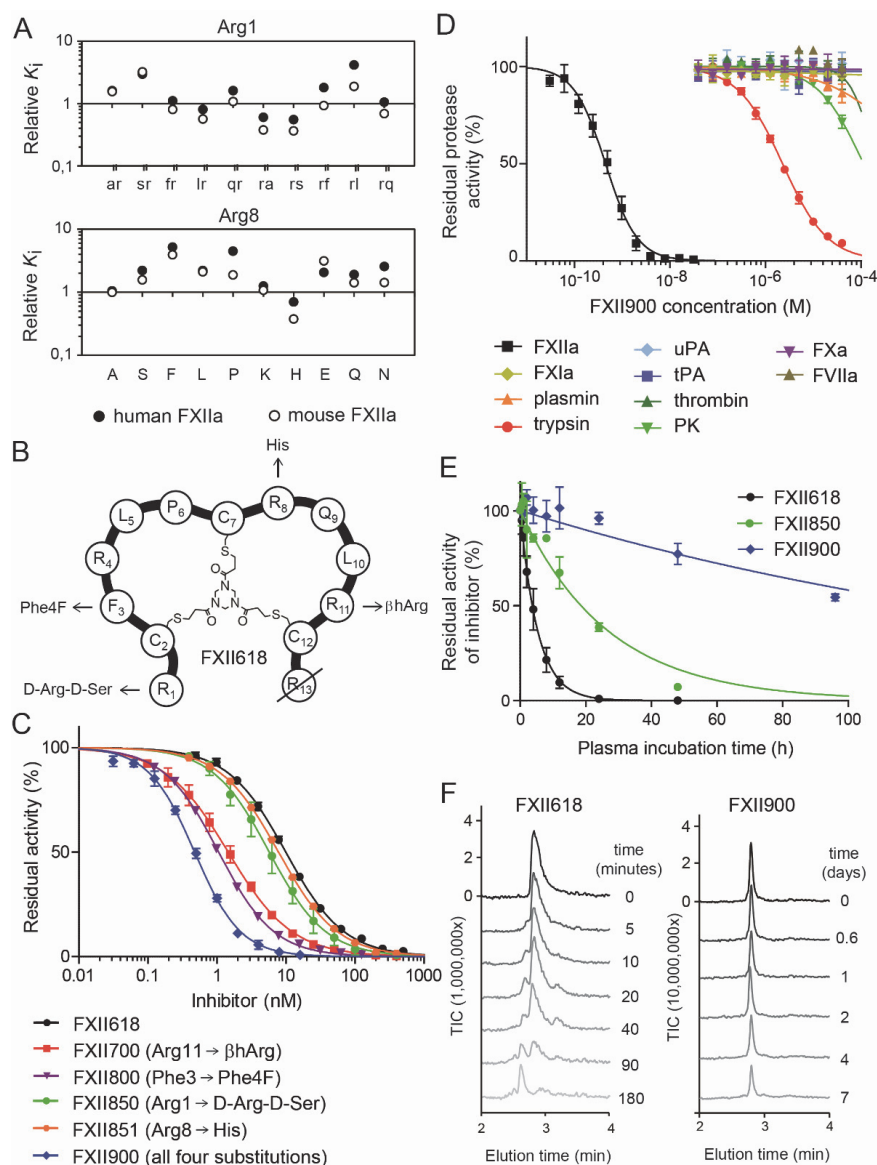 A
Arg1
Relative Ki
10
1
0,1
ar sr fr lr qr ra rs rf rl rq
Arg8
Relative Ki
10
1
0,1
A S F L P K H E Q N
human FXIIa mouse FXIIa
B
His
L5 P6 C7 R8 Q9
R4 L10
Phe4F F3 R11 βhArg
C2 C12
S S S
O O O
N N N
FXII618
D-Arg-D-Ser R1 R13
C
Residual activity (%)
100
50
0
0.01 0.1 1 10 100 1000
Inhibitor (nM)
FXII618
FXII700 (Arg11 → βhArg)
FXII800 (Phe3 → Phe4F)
FXII850 (Arg1 → D-Arg-D-Ser)
FXII851 (Arg8 → His)
FXII900 (all four substitutions)
D
Residual protease
activity (%)
100
50
0
10-10 10-8 10-6 10-4
FXII900 concentration (M)
FXIIa uPA FXa
FXIa tPA FVIIa
plasmin thrombin
trypsin PK
E
Residual activity
of inhibitor (%)
100
50
0
0 20 40 60 80 100
Plasma incubation time (h)
FXII618
FXII850
FXII900
F
FXII618 FXII900
TIC (1,000,000x)
4
2
0
time
(minutes)
0
5
10
20
40
90
180
2 3 4
Elution time (min)
TIC (10,000,000x)
4
2
0
time
(days)
0
0.6
1
2
4
7
2 3 4
Elution time (min)